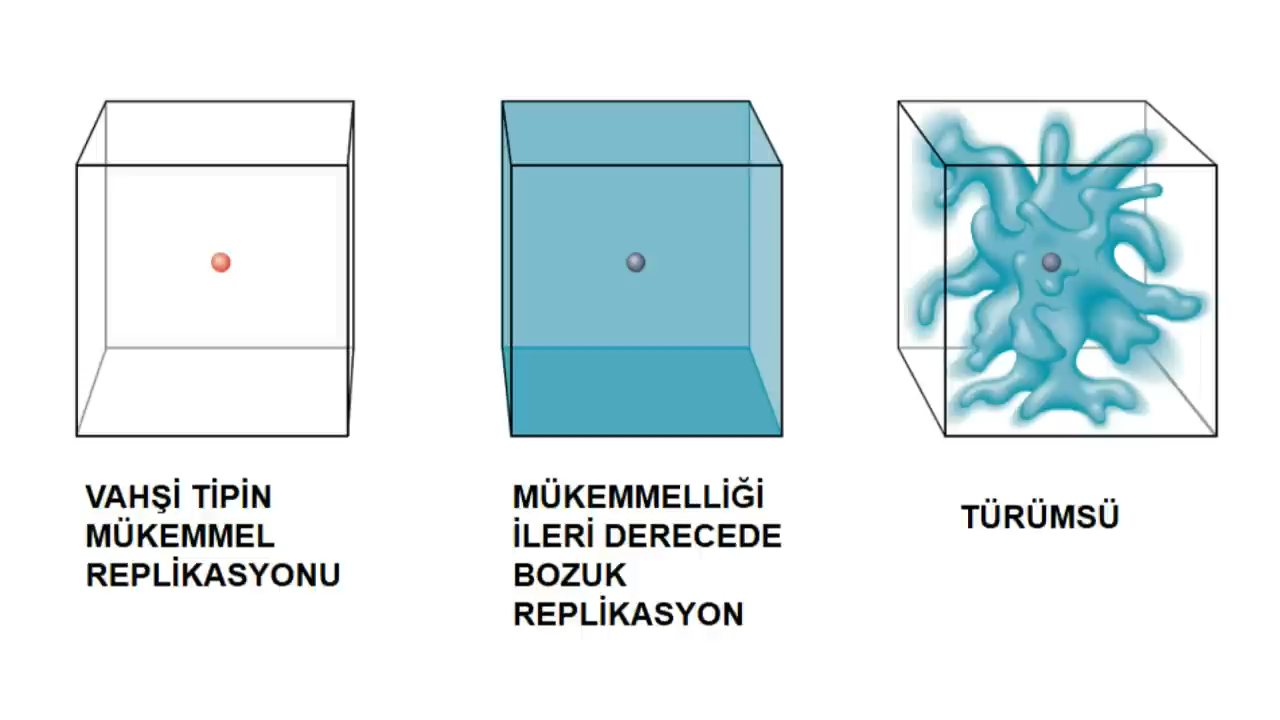 VAHŞİ TİPİN
MÜKEMMEL
REPLİKASYONU
MÜKEMMELLİĞİ
İLERİ DERECEDE
BOZUK
REPLİKASYON
TÜRÜMSÜ